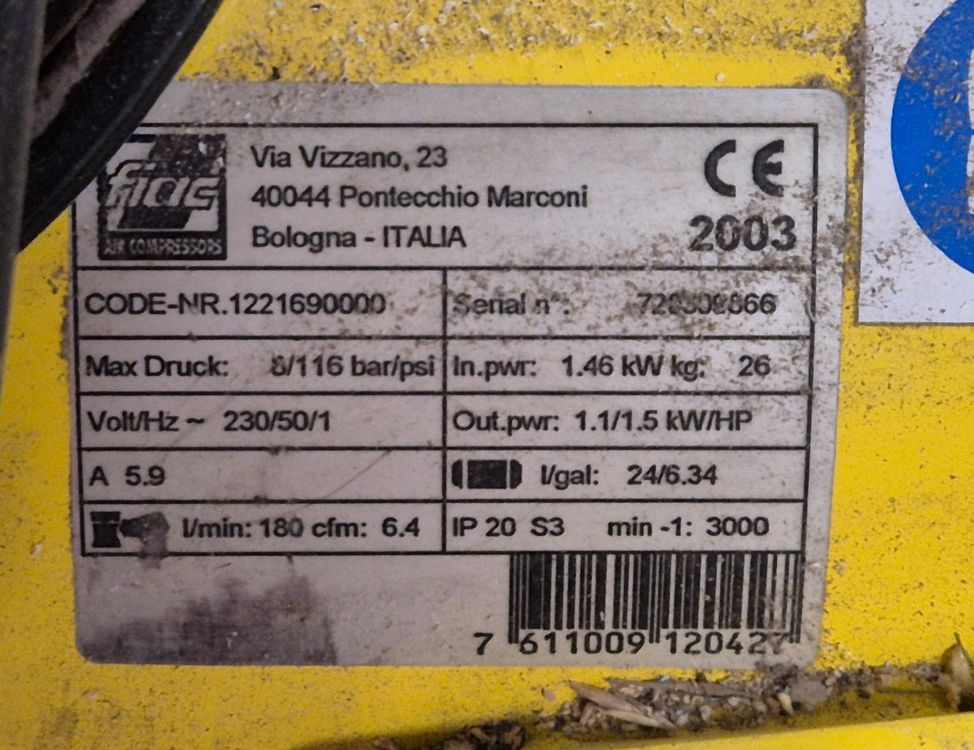 fiac
AIR COMPRESSORS
Via Vizzano, 23
40044 Pontecchio Marconi
Bologna - ITALIA
CE
2003
CODE-NR.1221690000
Serial n°:
Max Druck: 8/116 bar/psi
In.pwr: 1.46 kW kg: 26
Volt/Hz ~ 230/50/1
Out.pwr: 1.1/1.5 kW/HP
A 5.9
l/gal: 24/6.34
l/min: 180 cfm: 6.4
IP 20 S3 min -1: 3000
7 611009 120427